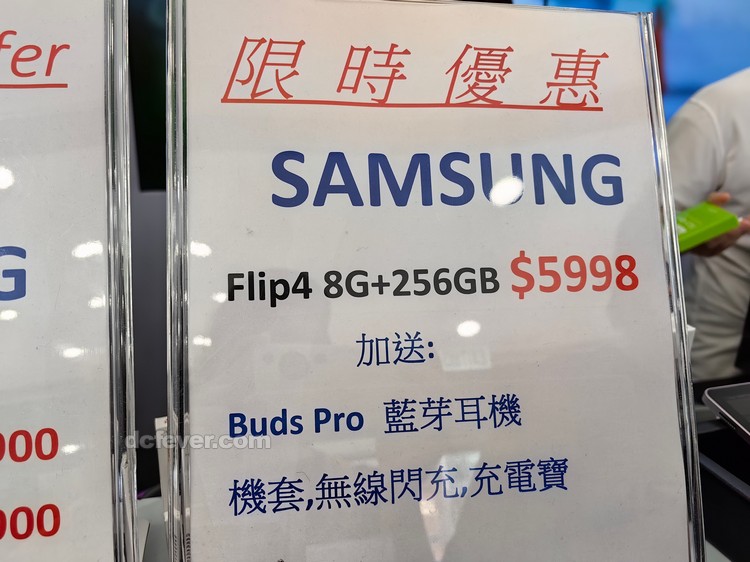 fer
G
000
000
限時優惠
SAMSUNG
Flip4 8G+256GB $5998
加送:
Buds Pro 藍芽耳機
機套,無線閃充,充電寶
dcfever.com